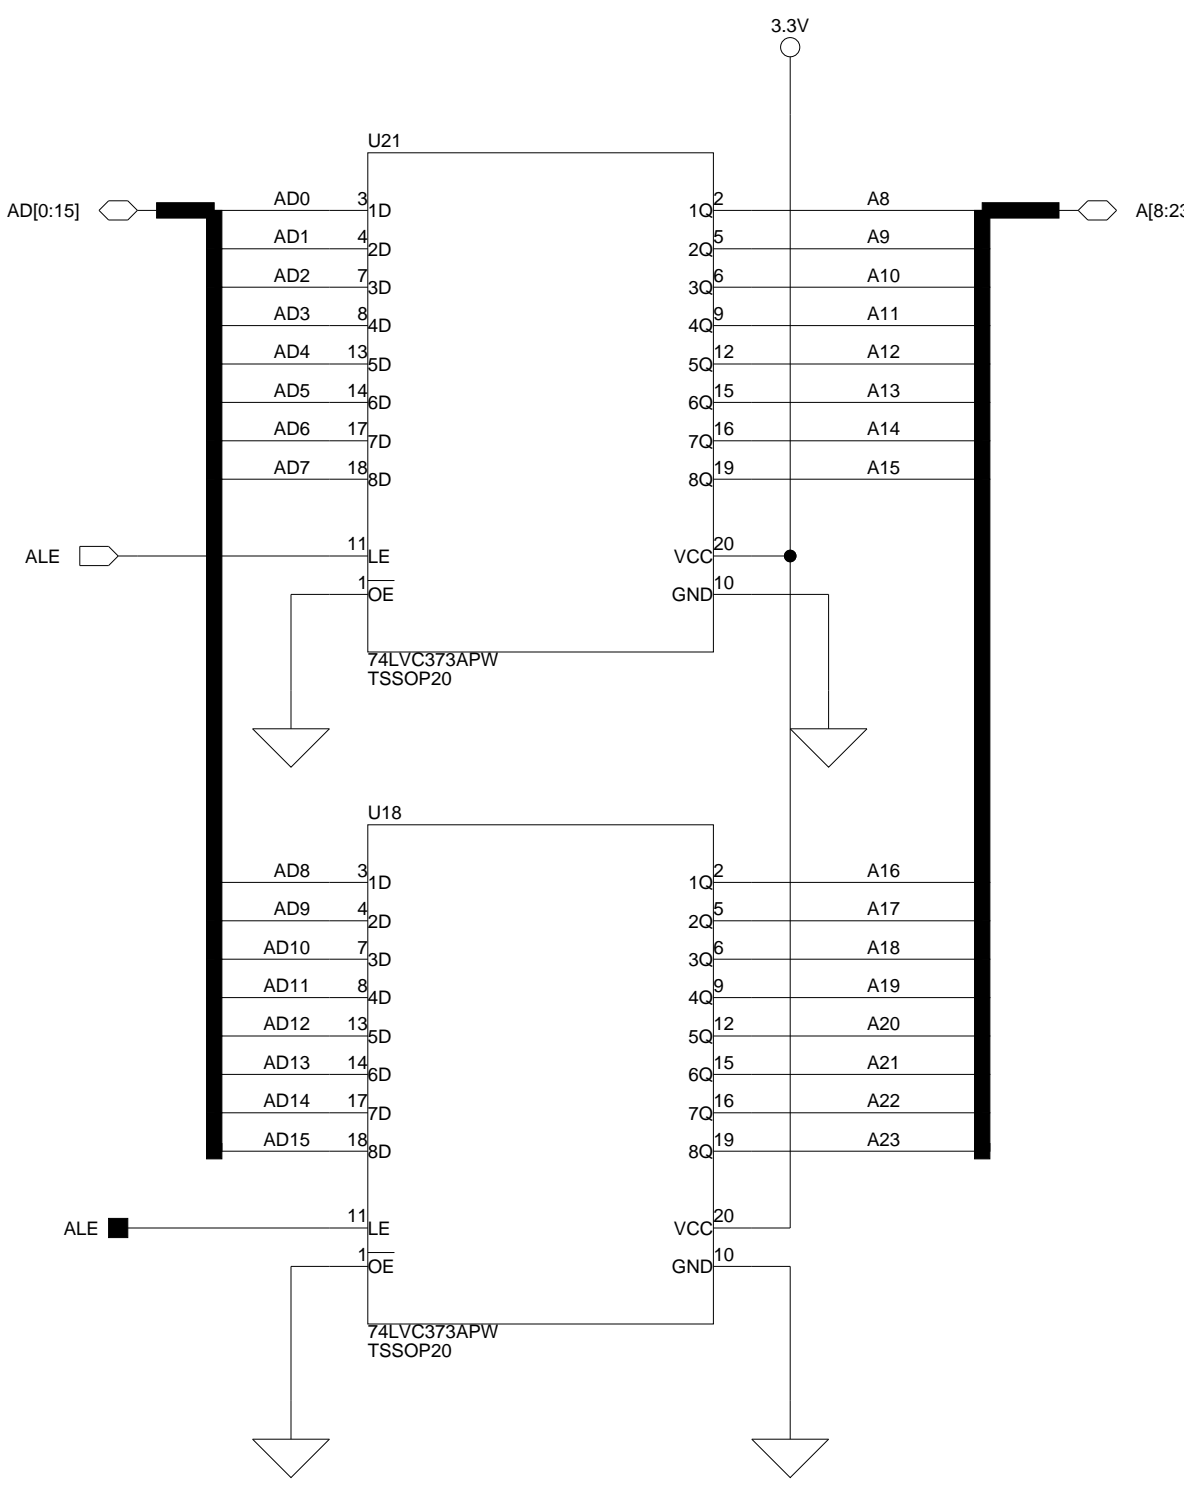 3.3V
U21
AD[0:15] AD0 3 1D 1Q 2 A8 A[8:23
AD1 4 2D 2Q 5 A9
AD2 7 3D 3Q 6 A10
AD3 8 4D 4Q 9 A11
AD4 13 5D 5Q 12 A12
AD5 14 6D 6Q 15 A13
AD6 17 7D 7Q 16 A14
AD7 18 8D 8Q 19 A15
ALE 11 LE VCC 20
1 OE GND 10
74LVC373APW
TSSOP20
U18
AD8 3 1D 1Q 2 A16
AD9 4 2D 2Q 5 A17
AD10 7 3D 3Q 6 A18
AD11 8 4D 4Q 9 A19
AD12 13 5D 5Q 12 A20
AD13 14 6D 6Q 15 A21
AD14 17 7D 7Q 16 A22
AD15 18 8D 8Q 19 A23
ALE 11 LE VCC 20
1 OE GND 10
74LVC373APW
TSSOP20